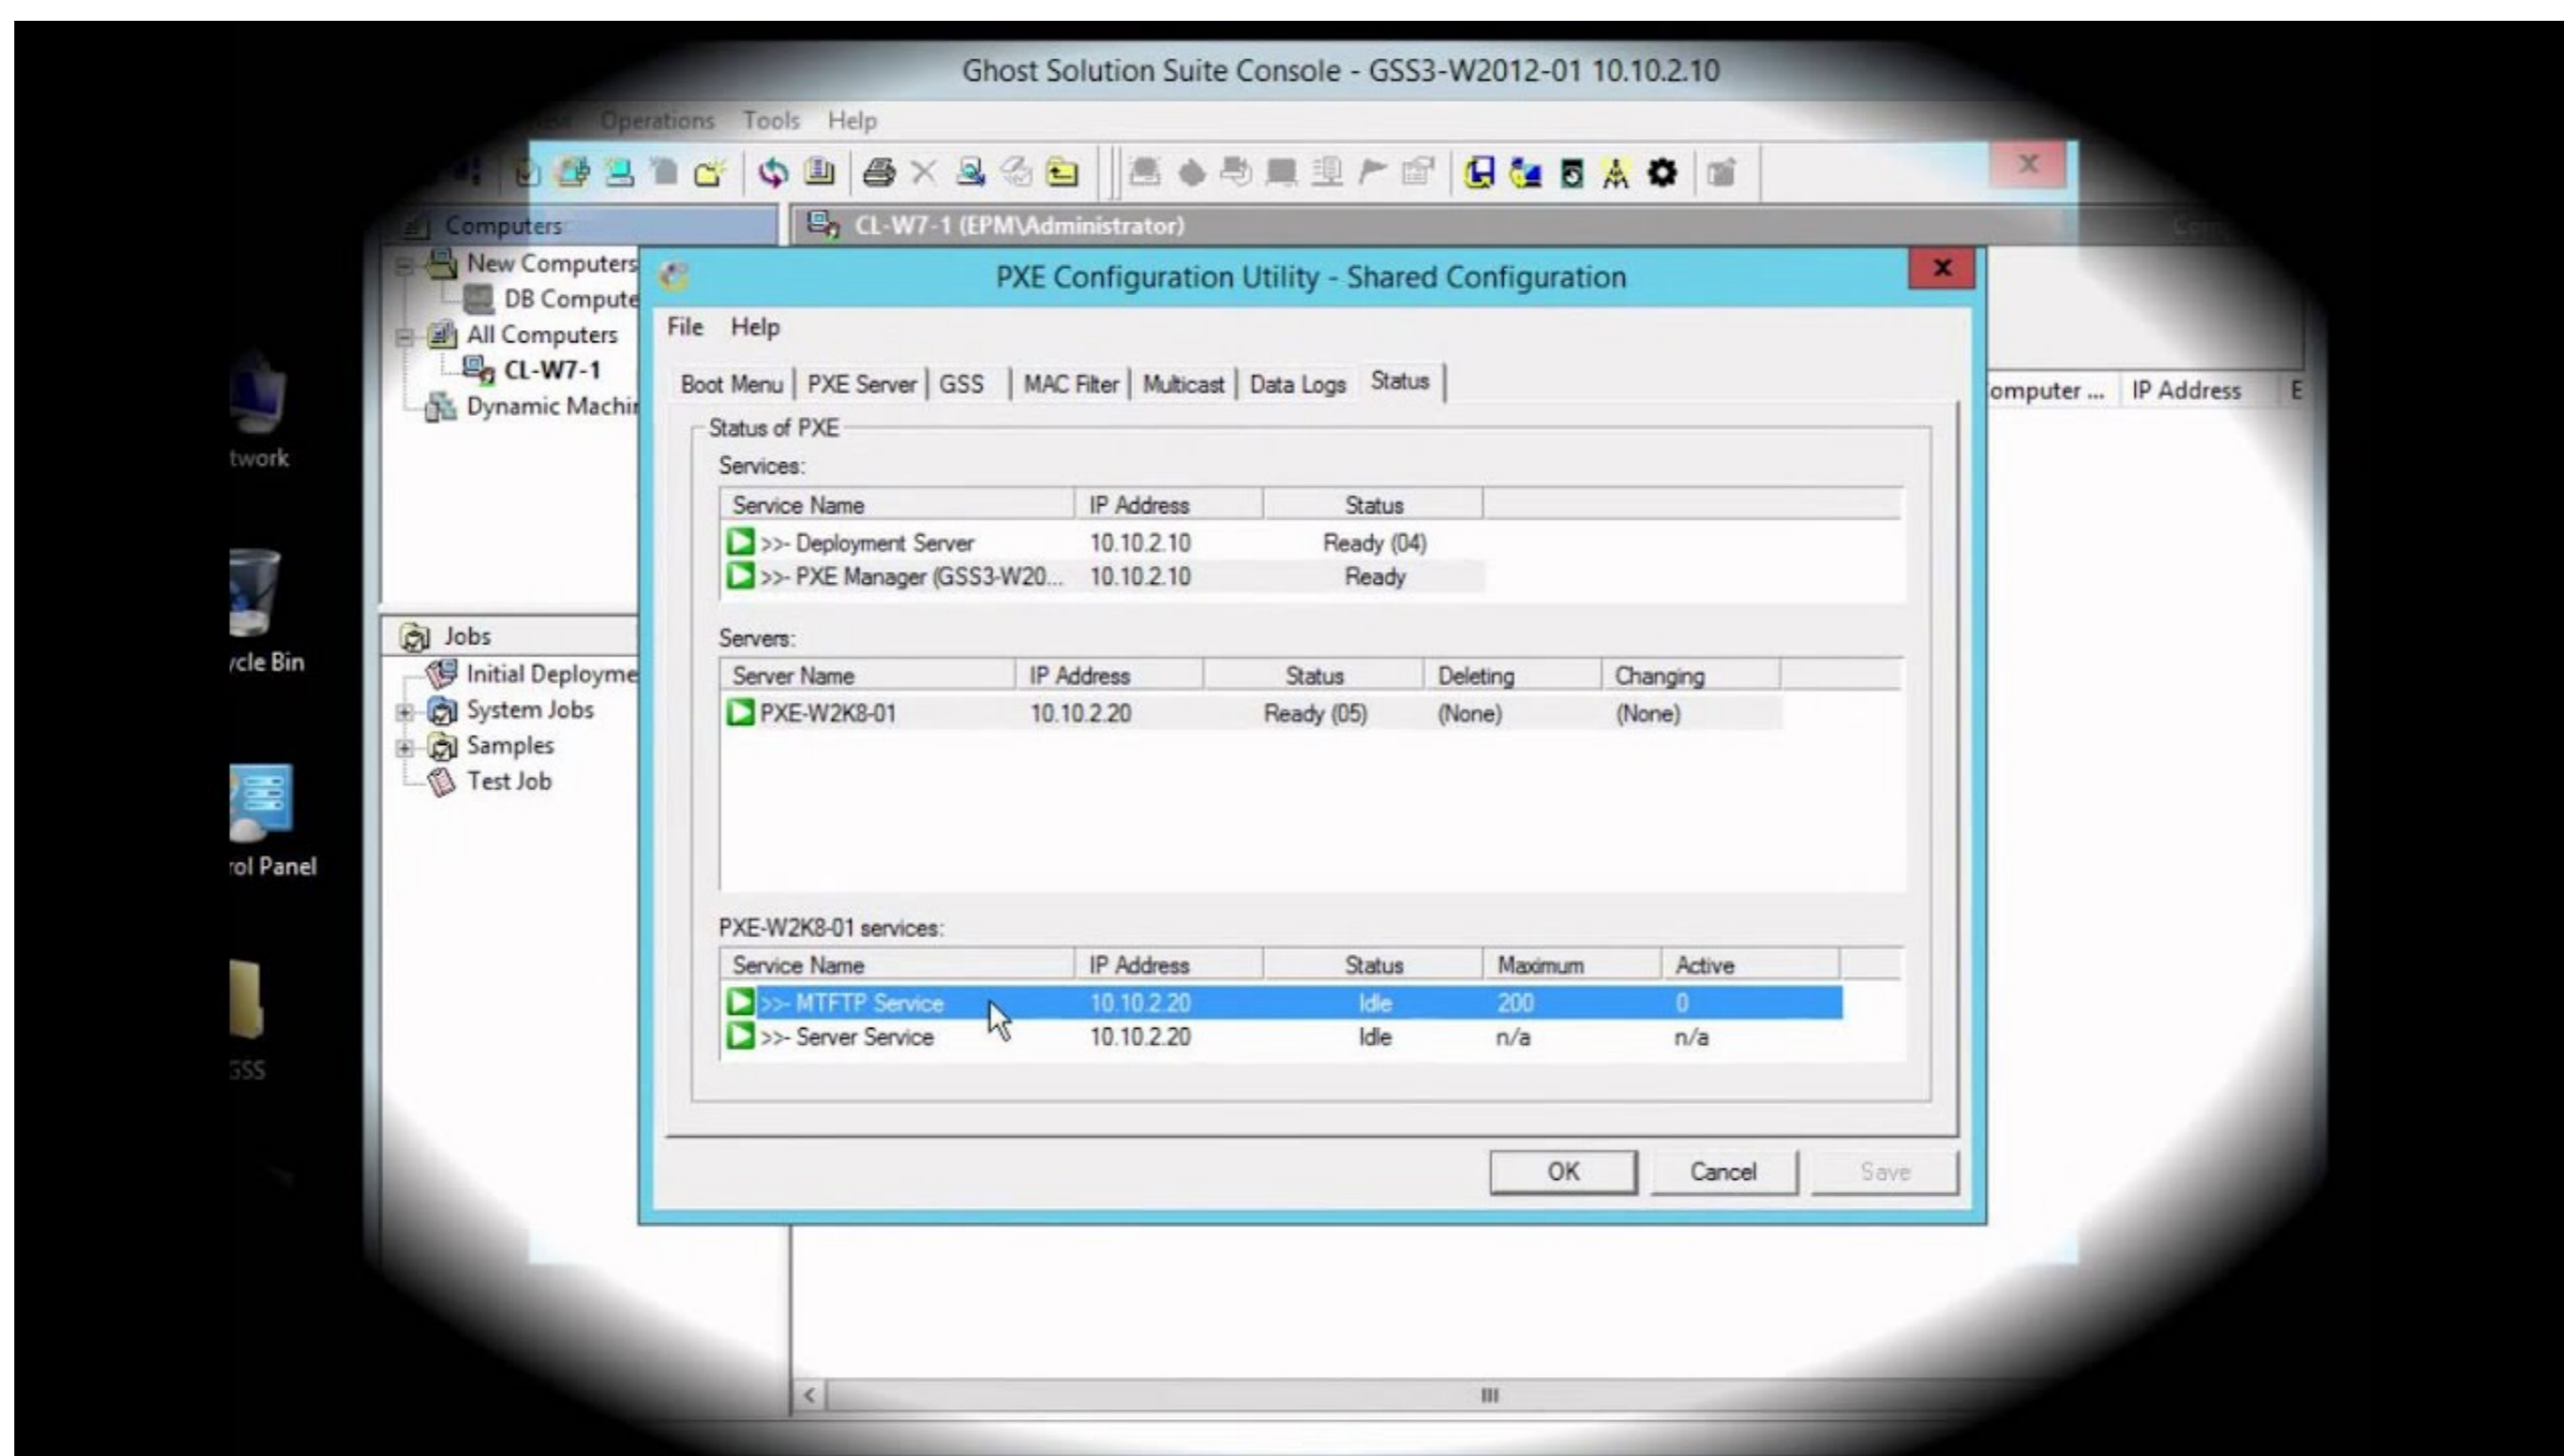 Ghost Solution Suite Console - GSS3-W2012-01 10.10.2.10
Operations Tools Help
Computers
CL-W7-1 (EPM\Administrator)
New Computers
DB Compute
All Computers
CL-W7-1
Dynamic Machin
PXE Configuration Utility - Shared Configuration
File Help
Boot Menu PXE Server GSS MAC Filter Multicast Data Logs Status
omputer ... IP Address E
Status of PXE
Services:
Service Name IP Address Status
>>- Deployment Server 10.10.2.10 Ready (04)
>>- PXE Manager (GSS3-W20... 10.10.2.10 Ready
Servers:
Server Name IP Address Status Deleting Changing
PXE-W2K8-01 10.10.2.20 Ready (05) (None) (None)
PXE-W2K8-01 services:
Service Name IP Address Status Maximum Active
>>- MTFTP Service 10.10.2.20 Idle 200 0
>>- Server Service 10.10.2.20 Idle n/a n/a
OK Cancel Save
Jobs
Initial Deployme
System Jobs
Samples
Test Job
twork
ycle Bin
rol Panel
GSS